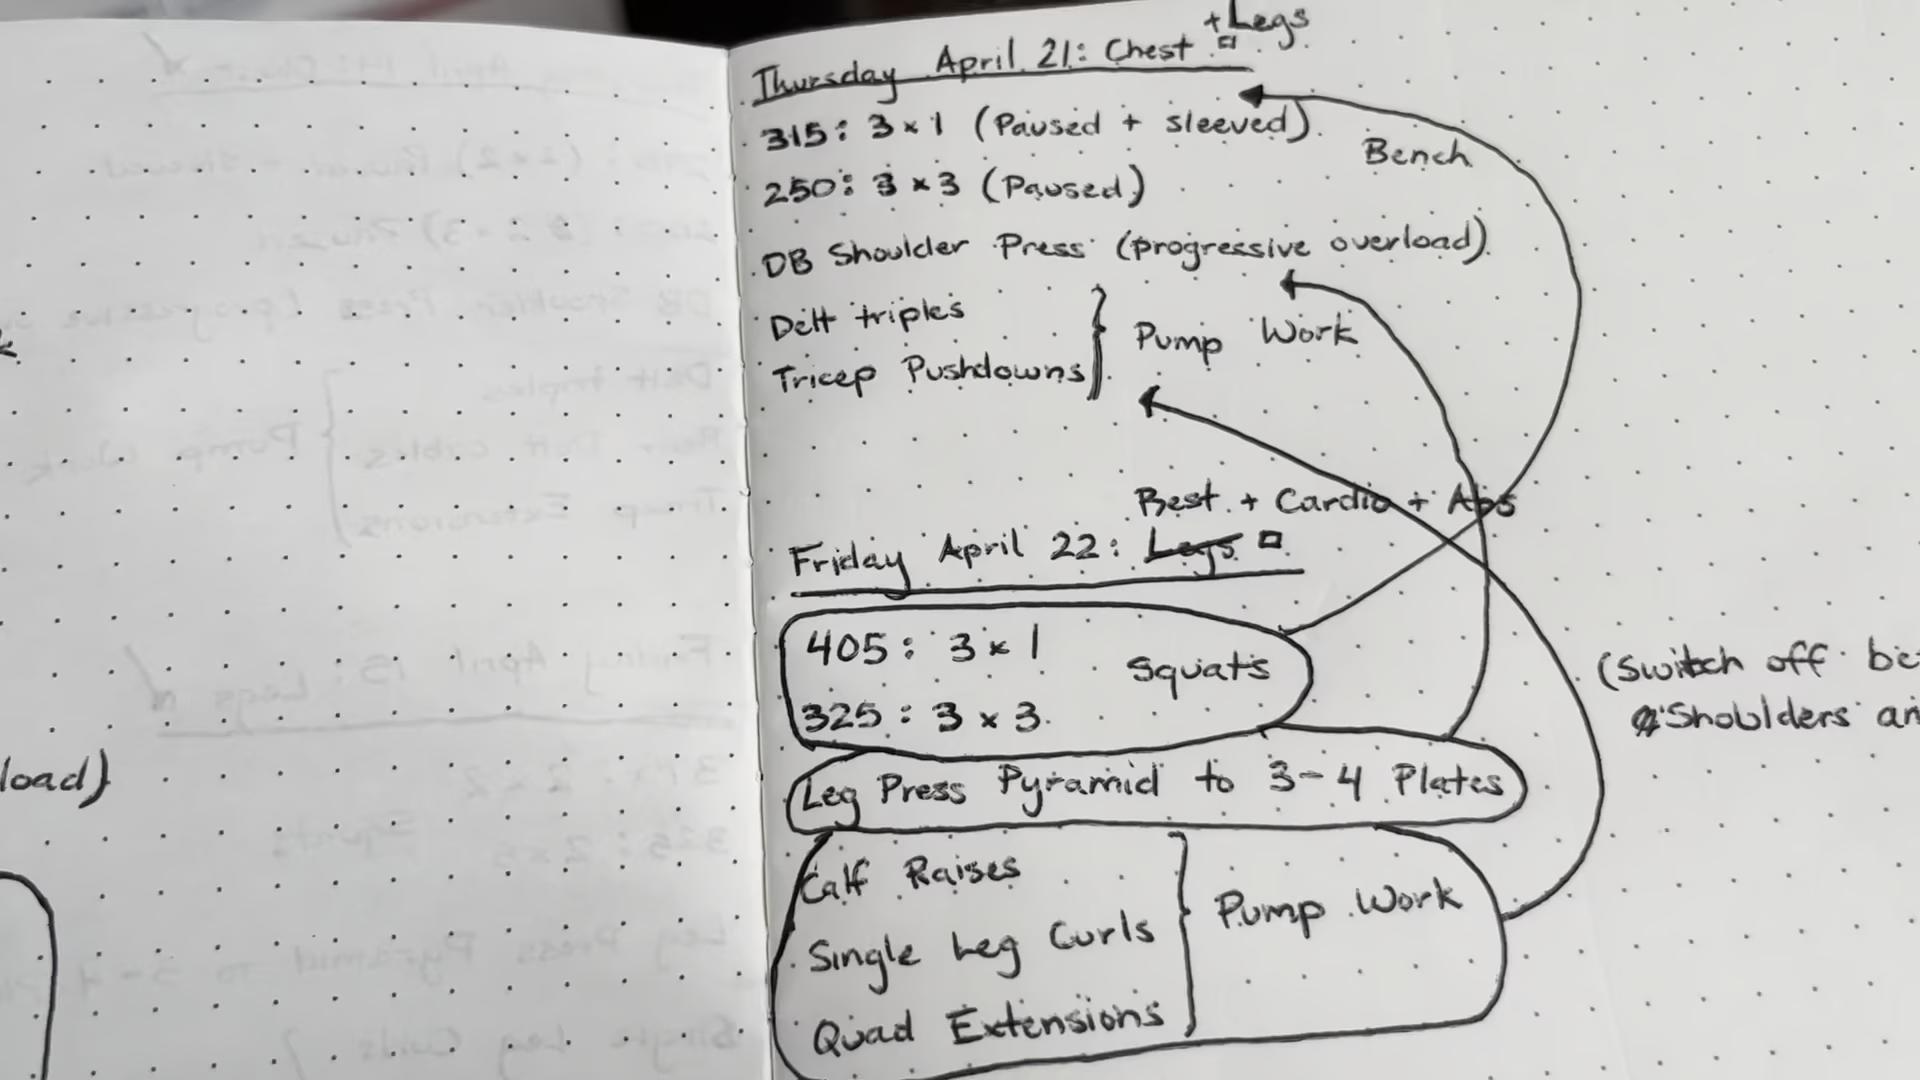 + Legs
Thursday April 21: Chest
315: 3 x 1 (Paused + sleeved)
Bench
250: 3 x 3 (Paused)
DB Shoulder Press (progressive overload)
Delt triples
Tricep Pushdowns
Pump Work
Rest + Cardio + Abs
Friday April 22: Legs
405: 3 x 1
325: 3 x 3
Squats
Leg Press Pyramid to 3-4 Plates
Calf Raises
Single Leg Curls
Quad Extensions
Pump Work
(Switch off
Shoulders
load)